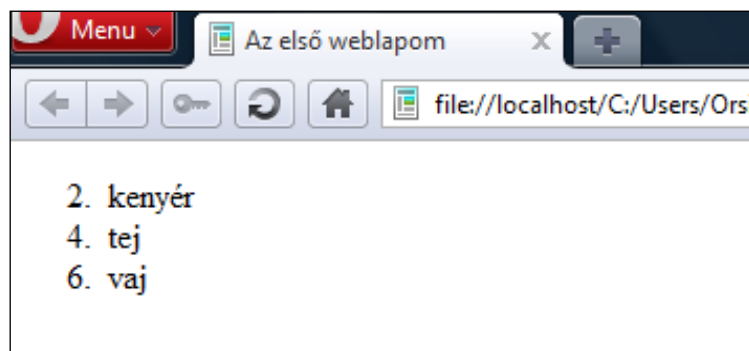 Menu
Az első weblapom
file://localhost/C:/Users/Ors
2. kenyér
4. tej
6. vaj